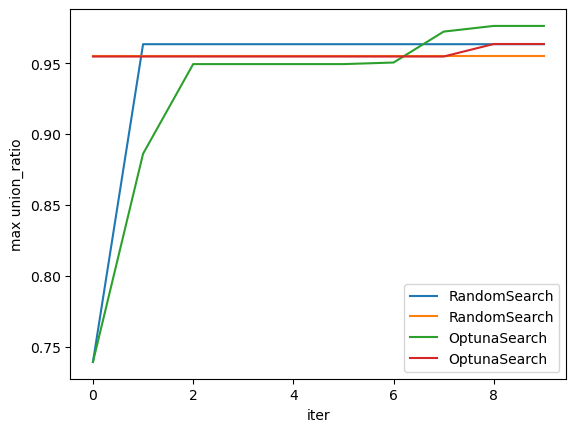 max union_ratio
0.95
0.90
0.85
0.80
0.75
0
2
4
6
8
iter
RandomSearch
RandomSearch
OptunaSearch
OptunaSearch